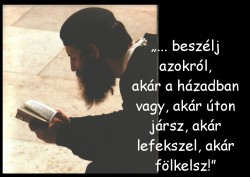 „... beszélj
azokról,
akár a házadban
vagy, akár úton
jársz, akár
lefekszel, akár
fölkelsz!”